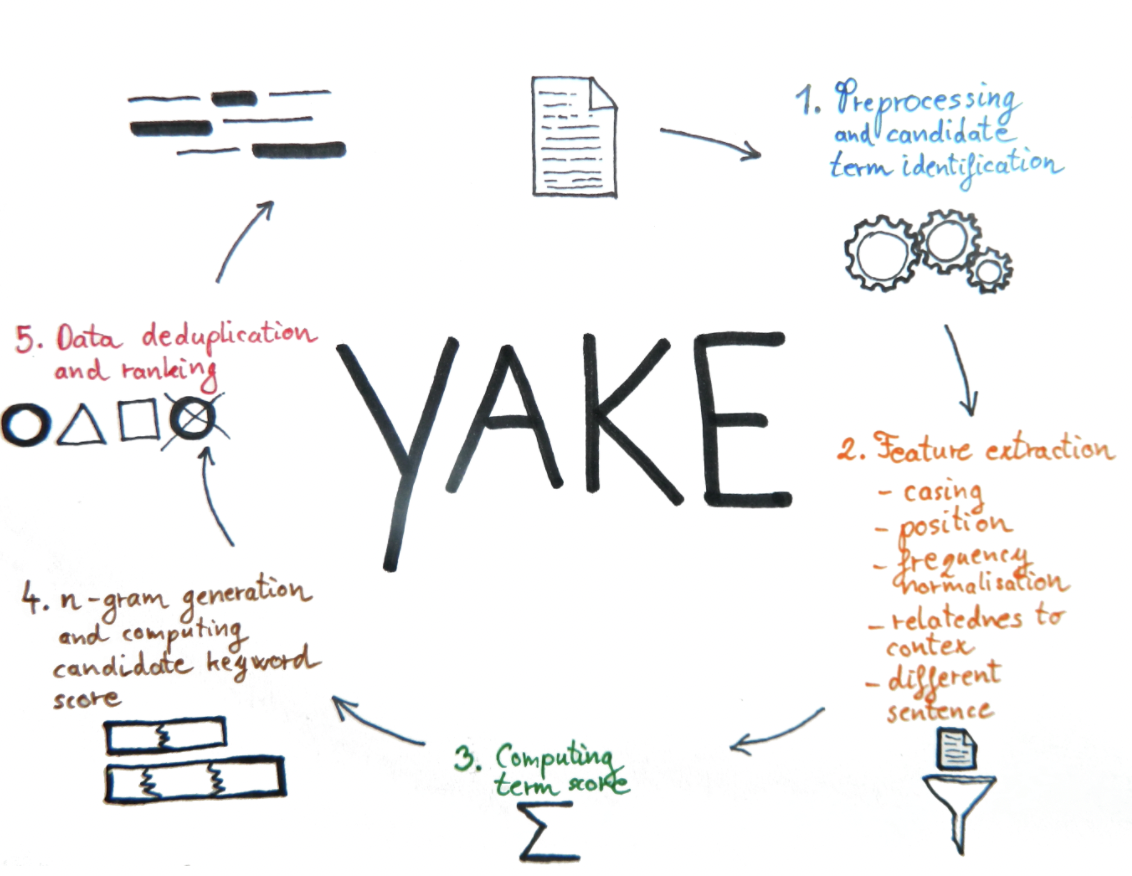 1. Preprocessing
and candidate
term identification
YAKE
2. Feature extraction
- casing
- position
- frequency
normalisation
- relatednes to
contex
- different
sentence
3. Computing
term score
Σ
4. n-gram generation
and computing
candidate keyword
score
5. Data deduplication
and ranking